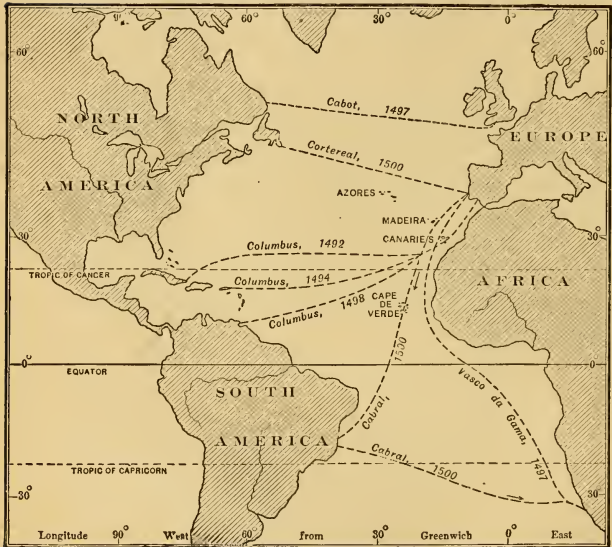 60° 30° 0°
60° 60°
Cabot, 1497
NORTH
EUROPE
Cortereal, 1500
AMERICA
AZORES
MADEIRA
CANARIES
30° 30°
Columbus, 1492
TROPIC OF CANCER
AFRICA
Columbus, 1494
Columbus, 1498
CAPE DE VERDE
0° 0°
EQUATOR
Cabral, 1500
Vasco da Gama, 1497
SOUTH
AMERICA
Cabral, 1500
TROPIC OF CAPRICORN
30° 30°
Longitude 90° West 60° from 30° Greenwich 0° East